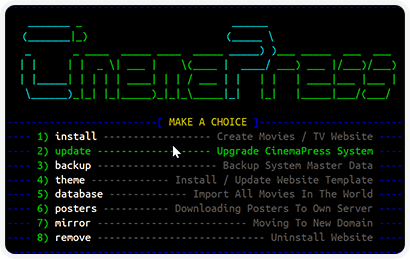 CinemaPress
[ MAKE A CHOICE ]
1) install ---------------- Create Movies / TV Website
2) update ----------------- Upgrade CinemaPress System
3) backup ----------------- Backup System Master Data
4) theme ------------ Install / Update Website Template
5) database ------------- Import All Movies In The World
6) posters ---------- Downloading Posters To Own Server
7) mirror --------------------- Moving To New Domain
8) remove ----------------------- Uninstall Website